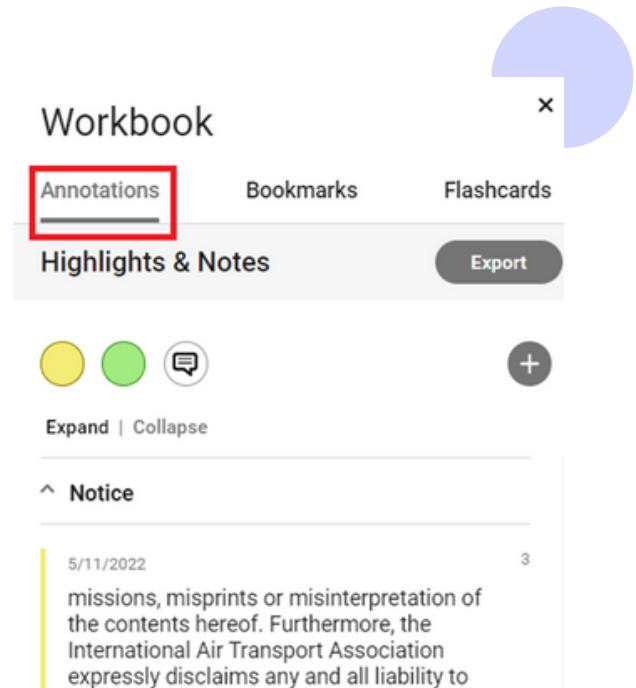 Workbook ×
Annotations Bookmarks Flashcards
Highlights & Notes Export
+
Expand | Collapse
^ Notice
5/11/2022 3
missions, misprints or misinterpretation of
the contents hereof. Furthermore, the
International Air Transport Association
expressly disclaims any and all liability to